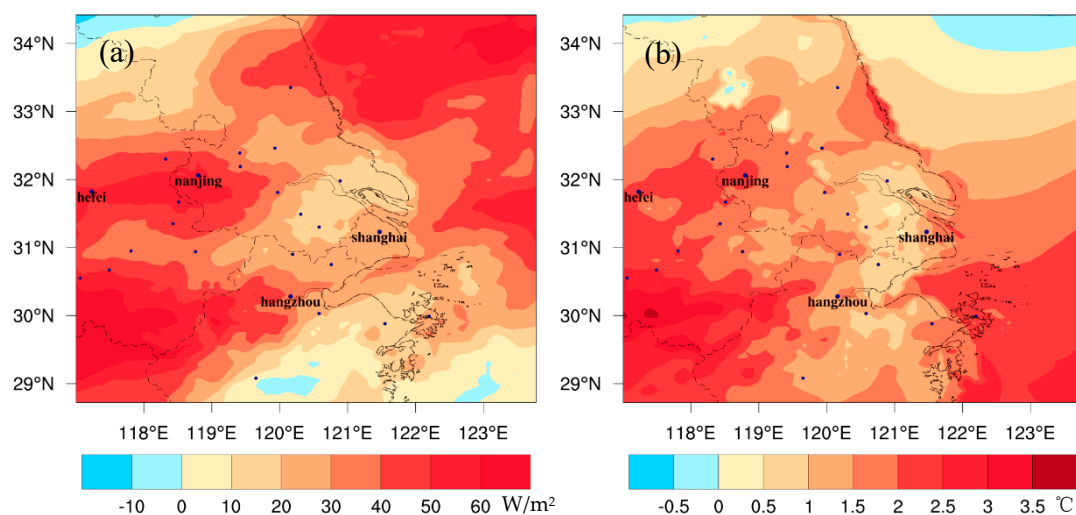 (a)
34°N
33°N
32°N
31°N
30°N
29°N
nanjing
hefei
shanghai
hangzhou
118°E 119°E 120°E 121°E 122°E 123°E
-10 0 10 20 30 40 50 60 W/m²
(b)
34°N
33°N
32°N
31°N
30°N
29°N
nanjing
hefei
shanghai
hangzhou
118°E 119°E 120°E 121°E 122°E 123°E
-0.5 0 0.5 1 1.5 2 2.5 3 3.5 ℃